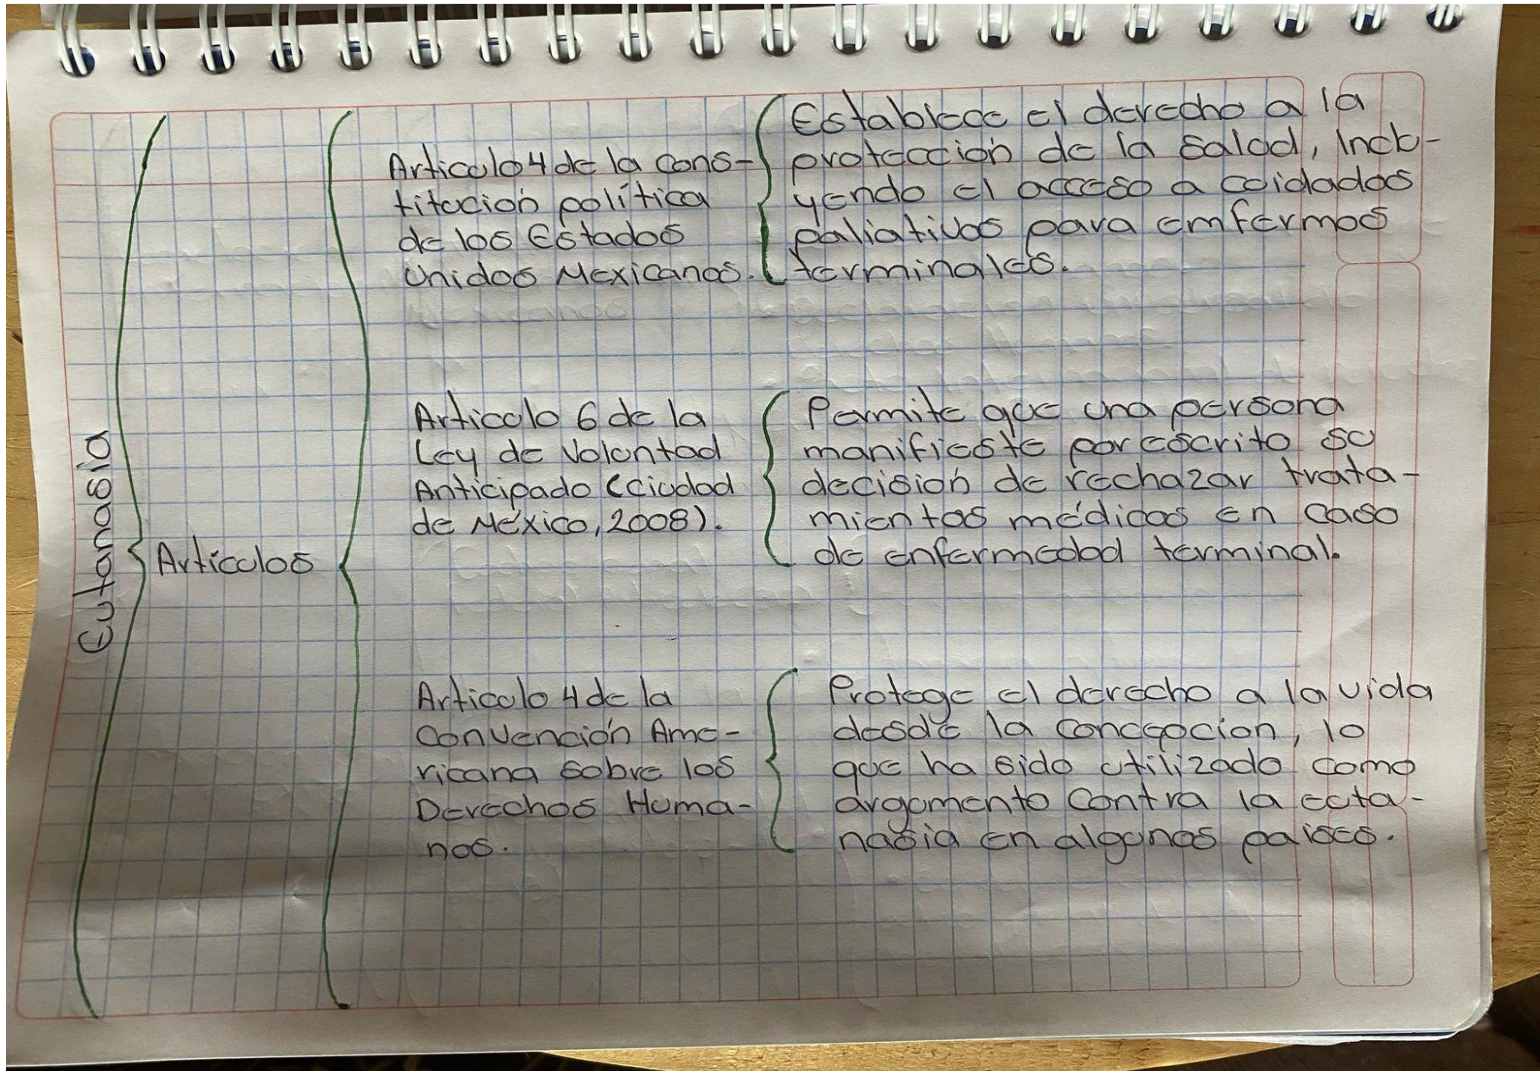 Eutanasia
Artículos
Articulo 4 de la cons-
titucion política
de los Estados
Unidos Mexicanos.
Establece el derecho a la
protección de la salud, inclu-
yendo el acceso a cuidados
paliativos para emfermos
terminales.
Articulo 6 de la
Ley de Voluntad
Anticipado (Ciudad
de México, 2008).
Permite que una persona
manifieste por escrito su
decisión de rechazar trata-
mientos médicos en caso
de enfermedad terminal.
Articulo 4 de la
Convención Ame-
ricana sobre los
Derechos Huma-
nos.
Protege el derecho a la vida
desde la concepcion, lo
que ha sido utilizado como
argumento contra la euta-
nasia en algunos paises.